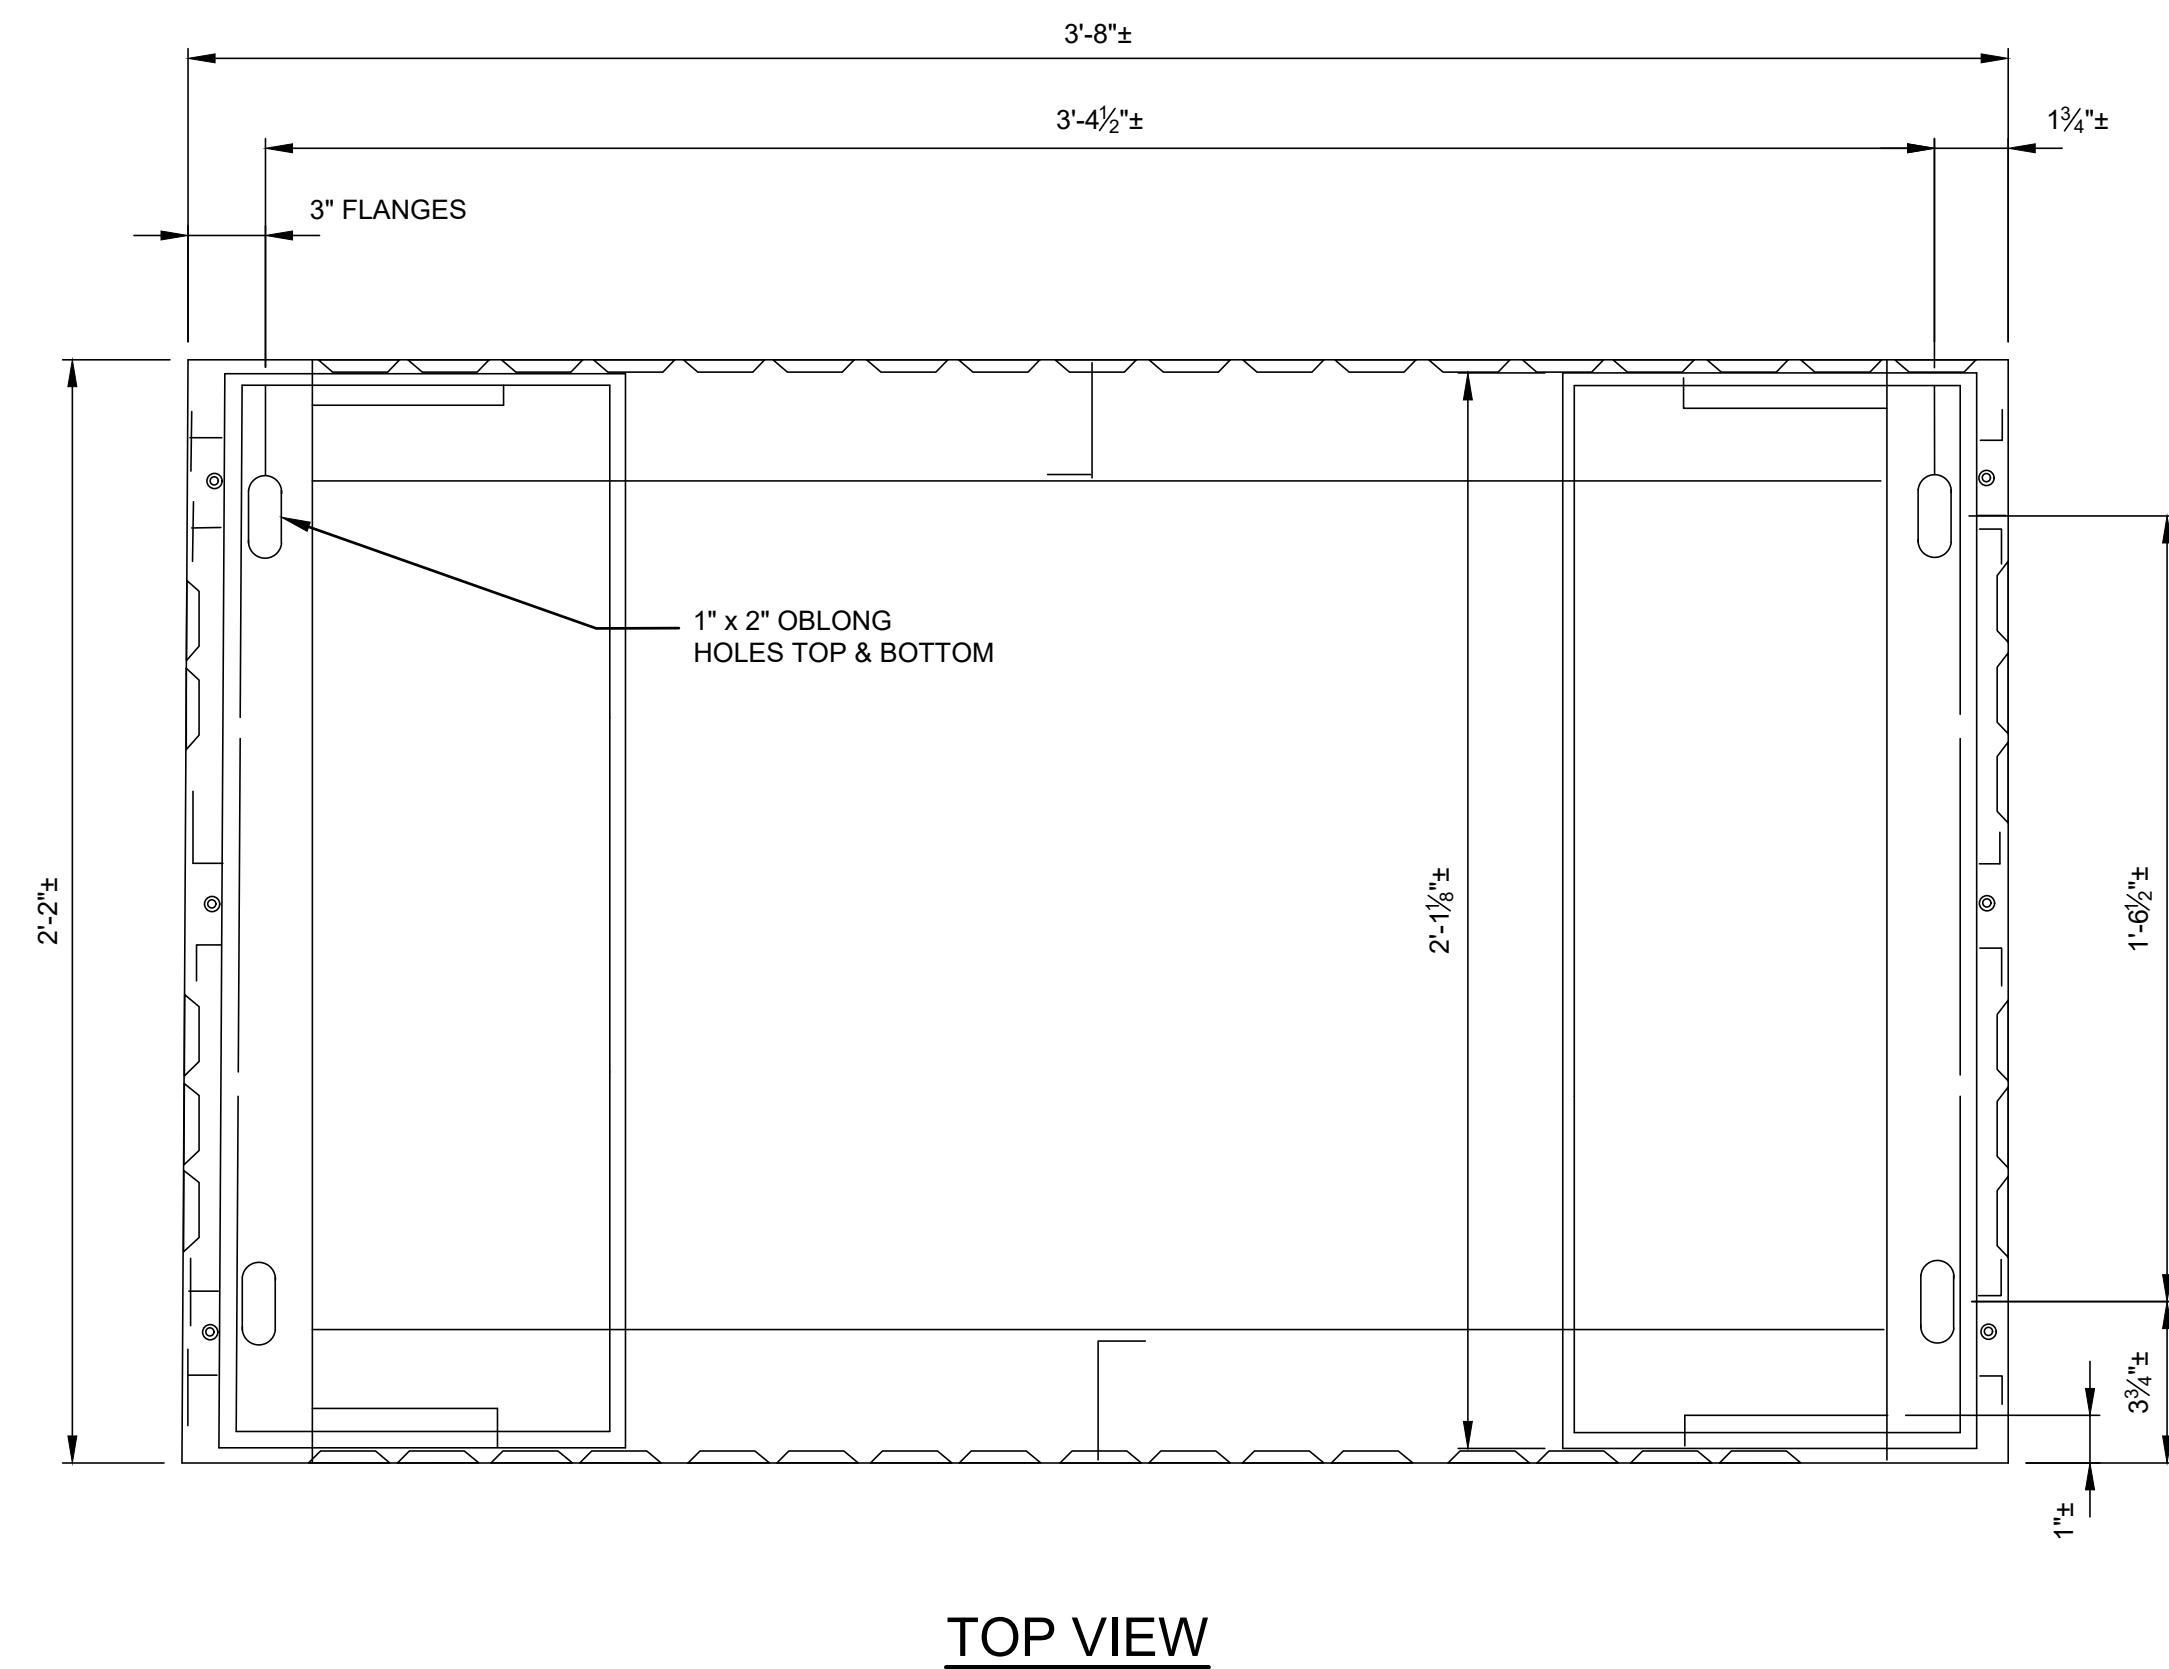 3'-8"±
3'-4½"±
1¾"±
3" FLANGES
1" x 2" OBLONG
HOLES TOP & BOTTOM
2'-2"±
2'-1⅛"±
1'-6½"±
3¾"±
1"±
TOP VIEW